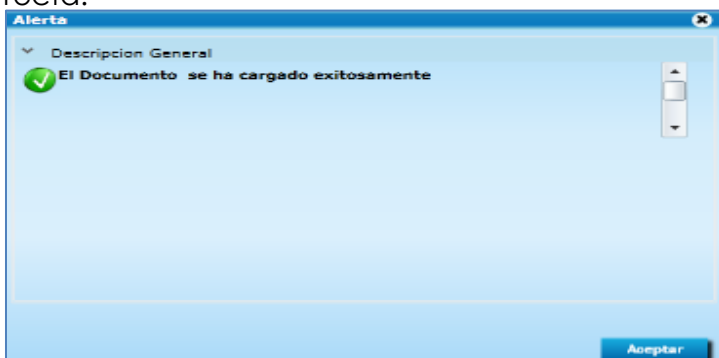 Alerta
Descripcion General
El Documento se ha cargado exitosamente
Aceptar